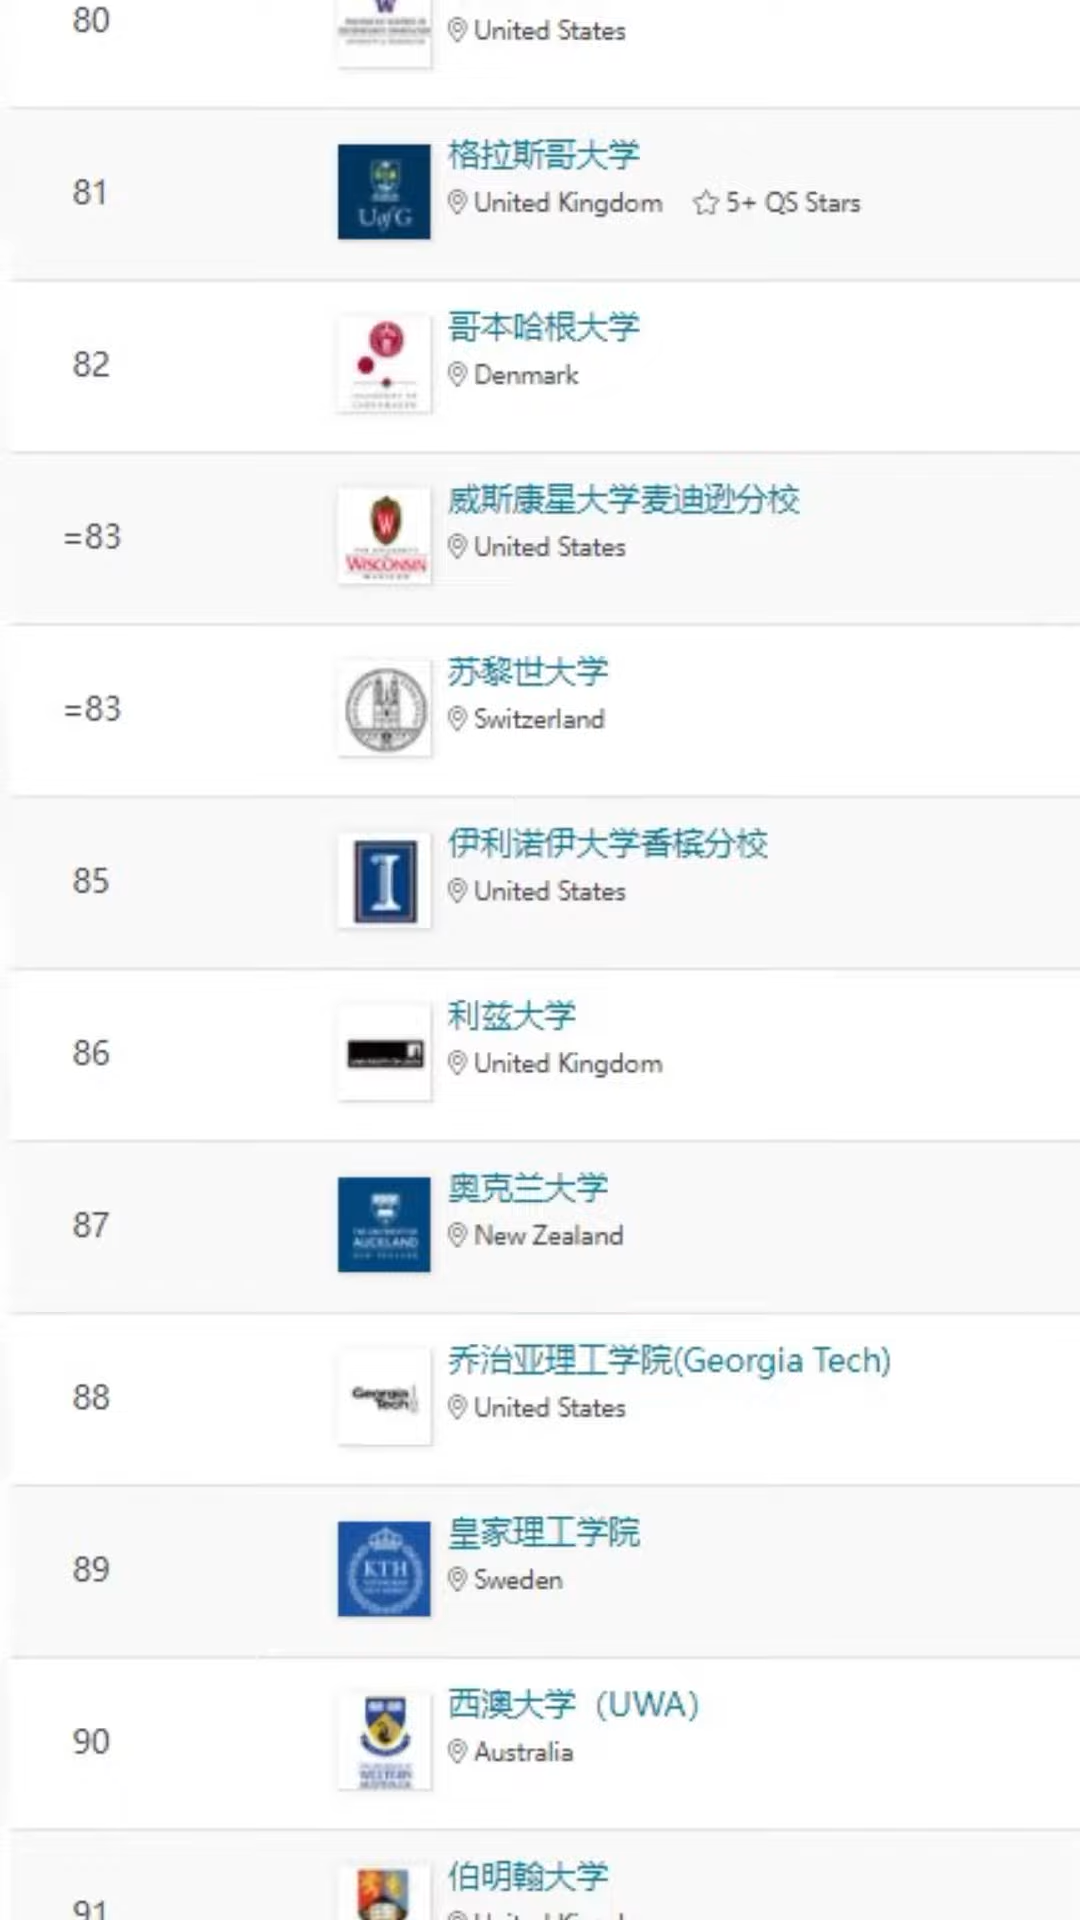 80
United States
81
格拉斯哥大学
United Kingdom 5+ QS Stars
UofG
82
哥本哈根大学
Denmark
=83
威斯康星大学麦迪逊分校
United States
WISCONSIN
=83
苏黎世大学
Switzerland
85
伊利诺伊大学香槟分校
United States
I
86
利兹大学
United Kingdom
87
奥克兰大学
New Zealand
AUCKLAND
88
乔治亚理工学院(Georgia Tech)
United States
Georgia
Tech
89
皇家理工学院
Sweden
KTH
90
西澳大学（UWA）
Australia
WESTERN
AUSTRALIA
91
伯明翰大学